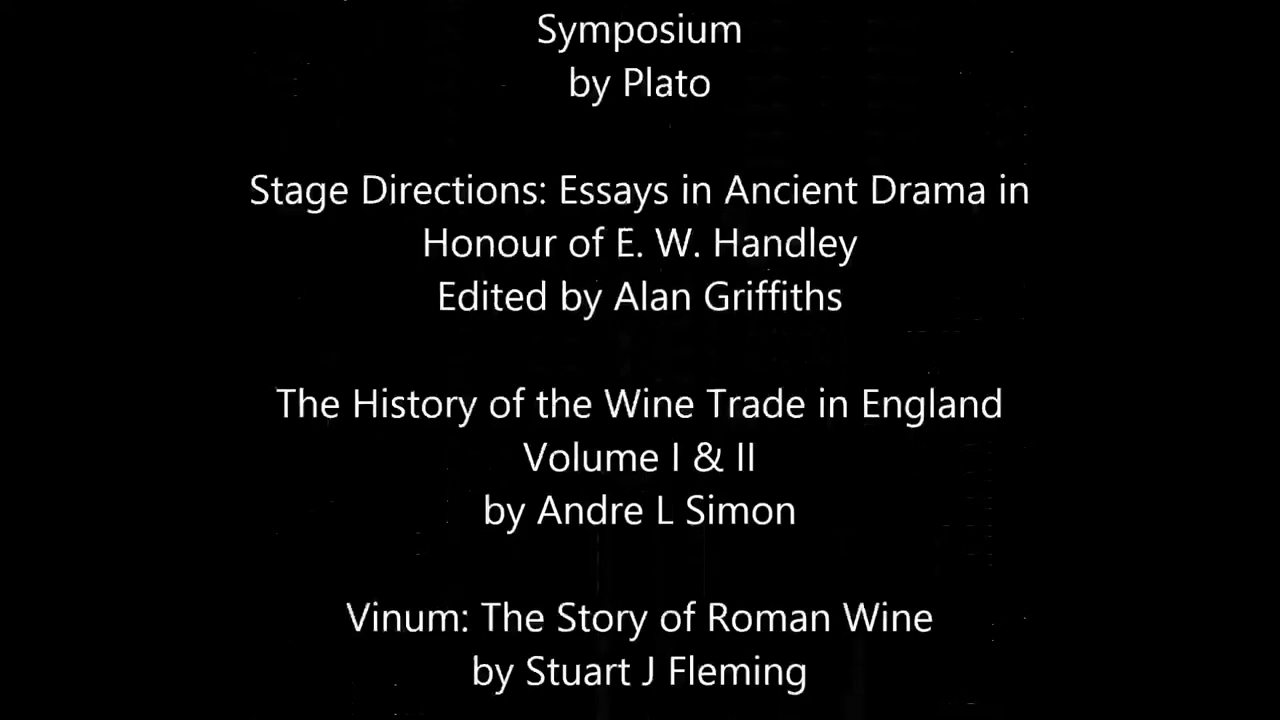 Symposium
by Plato
Stage Directions: Essays in Ancient Drama in
Honour of E. W. Handley
Edited by Alan Griffiths
The History of the Wine Trade in England
Volume I & II
by Andre L Simon
Vinum: The Story of Roman Wine
by Stuart J Fleming